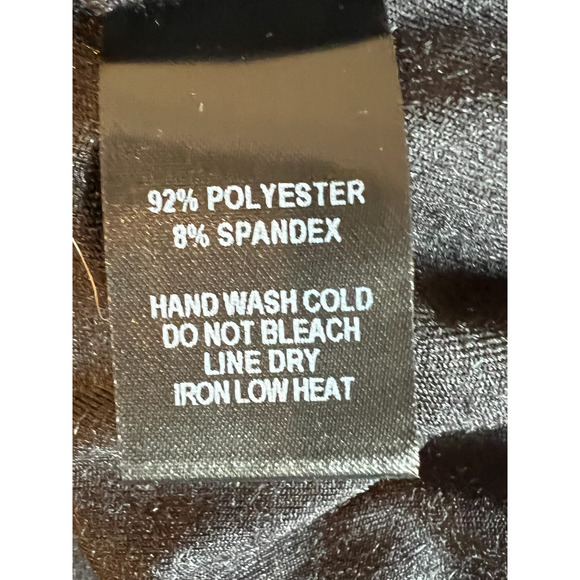 92% POLYESTER
8% SPANDEX
HAND WASH COLD
DO NOT BLEACH
LINE DRY
IRON LOW HEAT